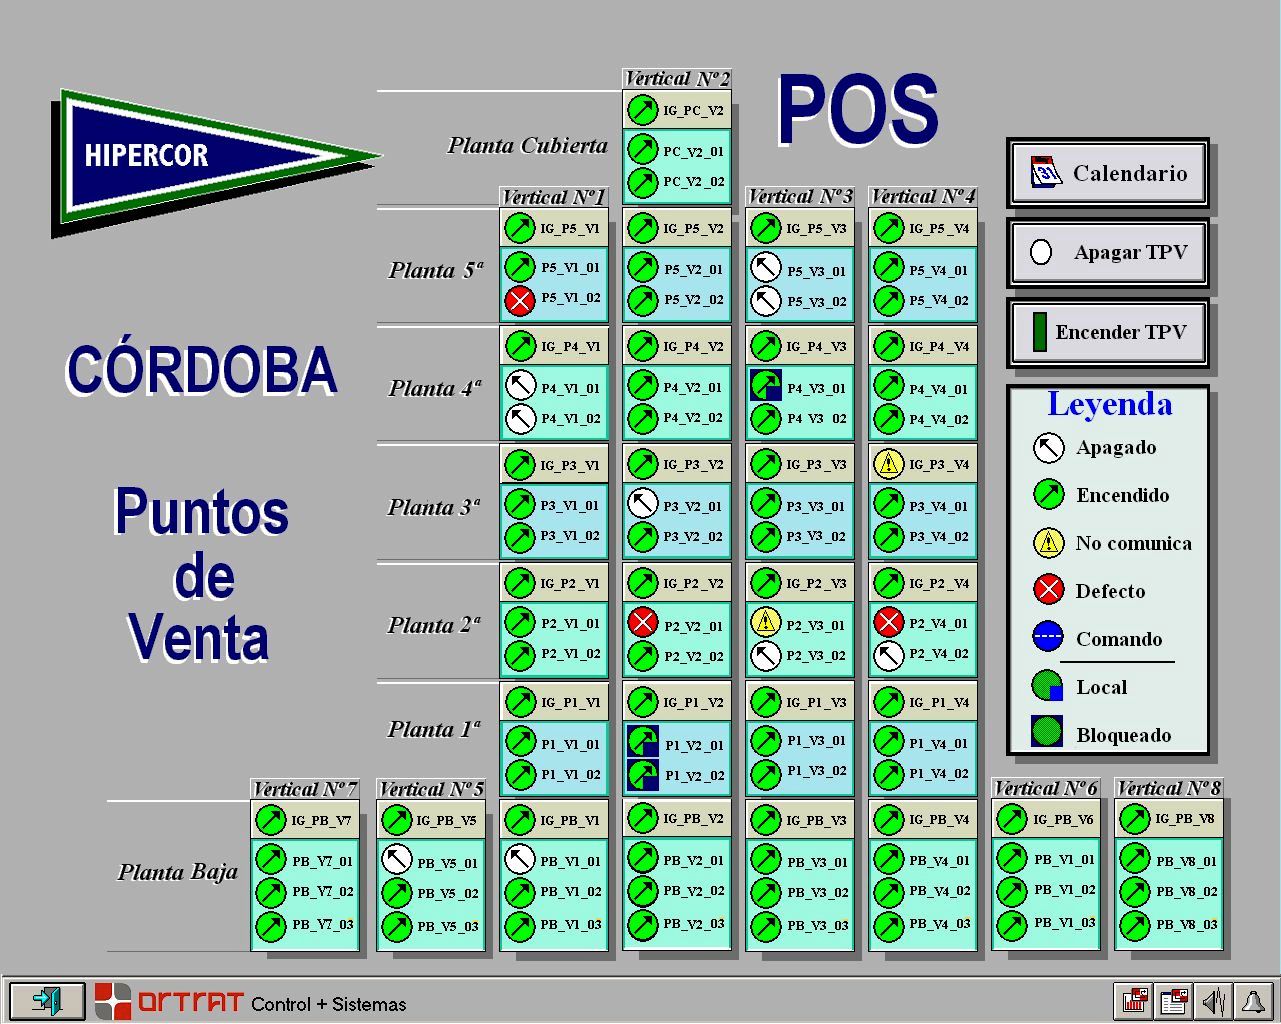 HIPERCOR
CÓRDOBA
Puntos
de
Venta
POS
Vertical Nº2
Planta Cubierta
IG_PC_V2
PC_V2_01
PC_V2_02
Vertical Nº1
Vertical Nº3
Vertical Nº4
Planta 5ª
IG_P5_V1
IG_P5_V2
IG_P5_V3
IG_P5_V4
P5_V1_01
P5_V2_01
P5_V3_01
P5_V4_01
P5_V1_02
P5_V2_02
P5_V3_02
P5_V4_02
Planta 4ª
IG_P4_V1
IG_P4_V2
IG_P4_V3
IG_P4_V4
P4_V1_01
P4_V2_01
P4_V3_01
P4_V4_01
P4_V1_02
P4_V2_02
P4 V3 02
P4_V4_02
Planta 3ª
IG_P3_V1
IG_P3_V2
IG_P3_V3
IG_P3_V4
P3_V1_01
P3_V2_01
P3_V3_01
P3_V4_01
P3_V1_02
P3_V2_02
P3_V3_02
P3_V4_02
Planta 2ª
IG_P2_V1
IG_P2_V2
IG_P2_V3
IG_P2_V4
P2_V1_01
P2_V2_01
P2_V3_01
P2_V4_01
P2_V1_02
P2_V2_02
P2_V3_02
P2_V4_02
Planta 1ª
IG_P1_V1
IG_P1_V2
IG_P1_V3
IG_P1_V4
P1_V1_01
P1_V2_01
P1_V3_01
P1_V4_01
P1_V1_02
P1_V2_02
P1_V3_02
P1_V4_02
Vertical Nº7
Vertical Nº5
Vertical Nº6
Vertical Nº8
Planta Baja
IG_PB_V7
IG_PB_V5
IG_PB_V1
IG_PB_V2
IG_PB_V3
IG_PB_V4
IG_PB_V6
IG_PB_V8
PB_V7_01
PB_V5_01
PB_V1_01
PB_V2_01
PB_V3_01
PB_V4_01
PB_V1_01
PB_V8_01
PB_V7_02
PB_V5_02
PB_V1_02
PB_V2_02
PB_V3_02
PB_V4_02
PB_V1_02
PB_V8_02
PB_V7_03
PB_V5_03
PB_V1_03
PB_V2_03
PB_V3_03
PB_V4_03
PB_V1_03
PB_V8_03
31
Calendario
Apagar TPV
Encender TPV
Leyenda
Apagado
Encendido
No comunica
Defecto
Comando
Local
Bloqueado
ORTRAT Control + Sistemas